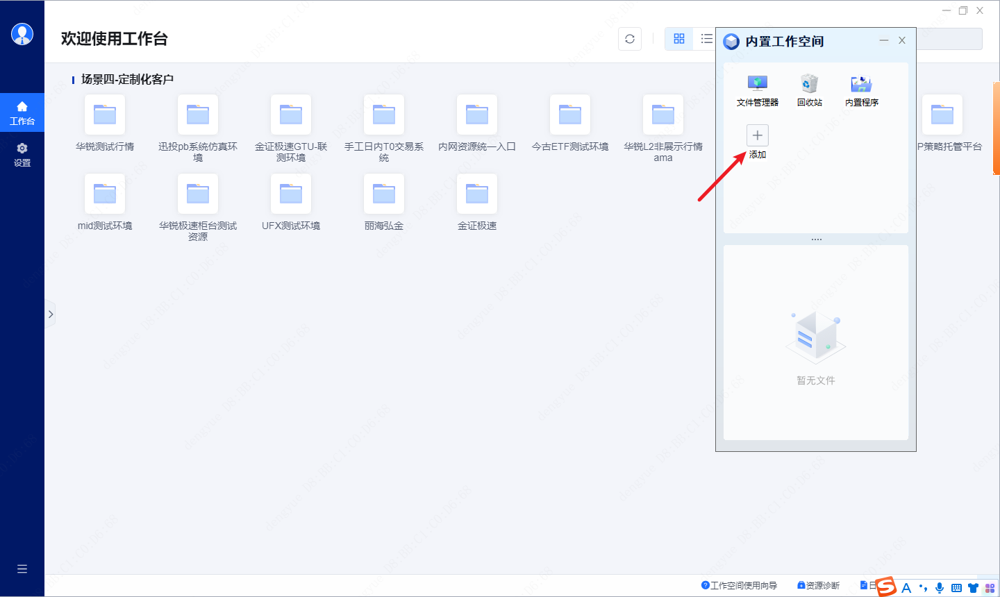 欢迎使用工作台
内置工作空间
工作台
设置
场景四-定制化客户
华锐测试行情
迅投pb系统仿真环
境
金证极速GTU-联
测环境
手工日内T0交易系
统
内网资源统一入口
今古ETF测试环境
华锐L2非展示行情
ama
P策略托管平台
mid测试环境
华锐极速柜台测试
资源
UFX测试环境
丽海弘金
金证极速
文件管理器
回收站
内置程序
添加
暂无文件
工作空间使用向导
资源诊断
日